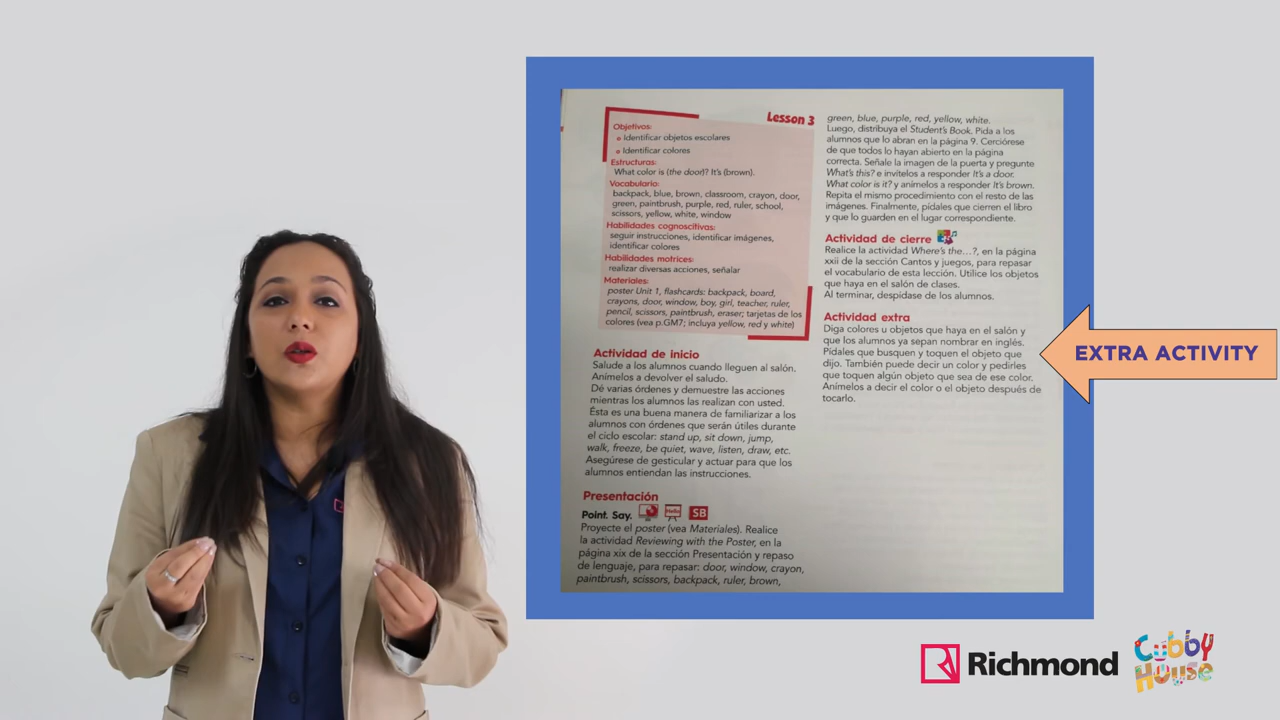 Lesson 3
Objetivos:
Identificar objetos escolares
Identificar colores
Estructuras:
What color is (the door)? It's (brown).
Vocabulario:
backpack, blue, brown, classroom, crayon, door,
green, paintbrush, purple, red, ruler, school,
scissors, yellow, white, window
Habilidades cognoscitivas:
seguir instrucciones, identificar imágenes,
identificar colores
Habilidades motrices:
realizar diversas acciones, señalar
Materiales:
poster Unit 1, flashcards: backpack, board,
crayons, door, window, boy, girl, teacher, ruler,
pencil, scissors, paintbrush, eraser; tarjetas de los
colores (vea p.GM7; incluya yellow, red y white)
Actividad de inicio
Salude a los alumnos cuando lleguen al salón.
Anímelos a devolver el saludo.
Dé varias órdenes y demuestre las acciones
mientras los alumnos las realizan con usted.
Ésta es una buena manera de familiarizar a los
alumnos con órdenes que serán útiles durante
el ciclo escolar: stand up, sit down, jump,
walk, freeze, be quiet, wave, listen, draw, etc.
Asegúrese de gesticular y actuar para que los
alumnos entiendan las instrucciones.
Presentación
Point. Say. SB
Proyecte el poster (vea Materiales). Realice
la actividad Reviewing with the Poster, en la
página xix de la sección Presentación y repaso
de lenguaje, para repasar: door, window, crayon,
paintbrush, scissors, backpack, ruler, brown,
green, blue, purple, red, yellow, white.
Luego, distribuya el Student's Book. Pida a los
alumnos que lo abran en la página 9. Cerciórese
de que todos lo hayan abierto en la página
correcta. Señale la imagen de la puerta y pregunte
What's this? e invítelos a responder It's a door.
What color is it? y anímelos a responder It's brown.
Repita el mismo procedimiento con el resto de las
imágenes. Finalmente, pídales que cierren el libro
y que lo guarden en el lugar correspondiente.
Actividad de cierre
Realice la actividad Where's the...?, en la página
xxii de la sección Cantos y juegos, para repasar
el vocabulario de esta lección. Utilice los objetos
que haya en el salón de clases.
Al terminar, despídase de los alumnos.
Actividad extra
Diga colores u objetos que haya en el salón y
que los alumnos ya sepan nombrar en inglés.
Pídales que busquen y toquen el objeto que
dijo. También puede decir un color y pedirles
que toquen algún objeto que sea de ese color.
Anímelos a decir el color o el objeto después de
tocarlo.
EXTRA ACTIVITY
Richmond
Cubby
House